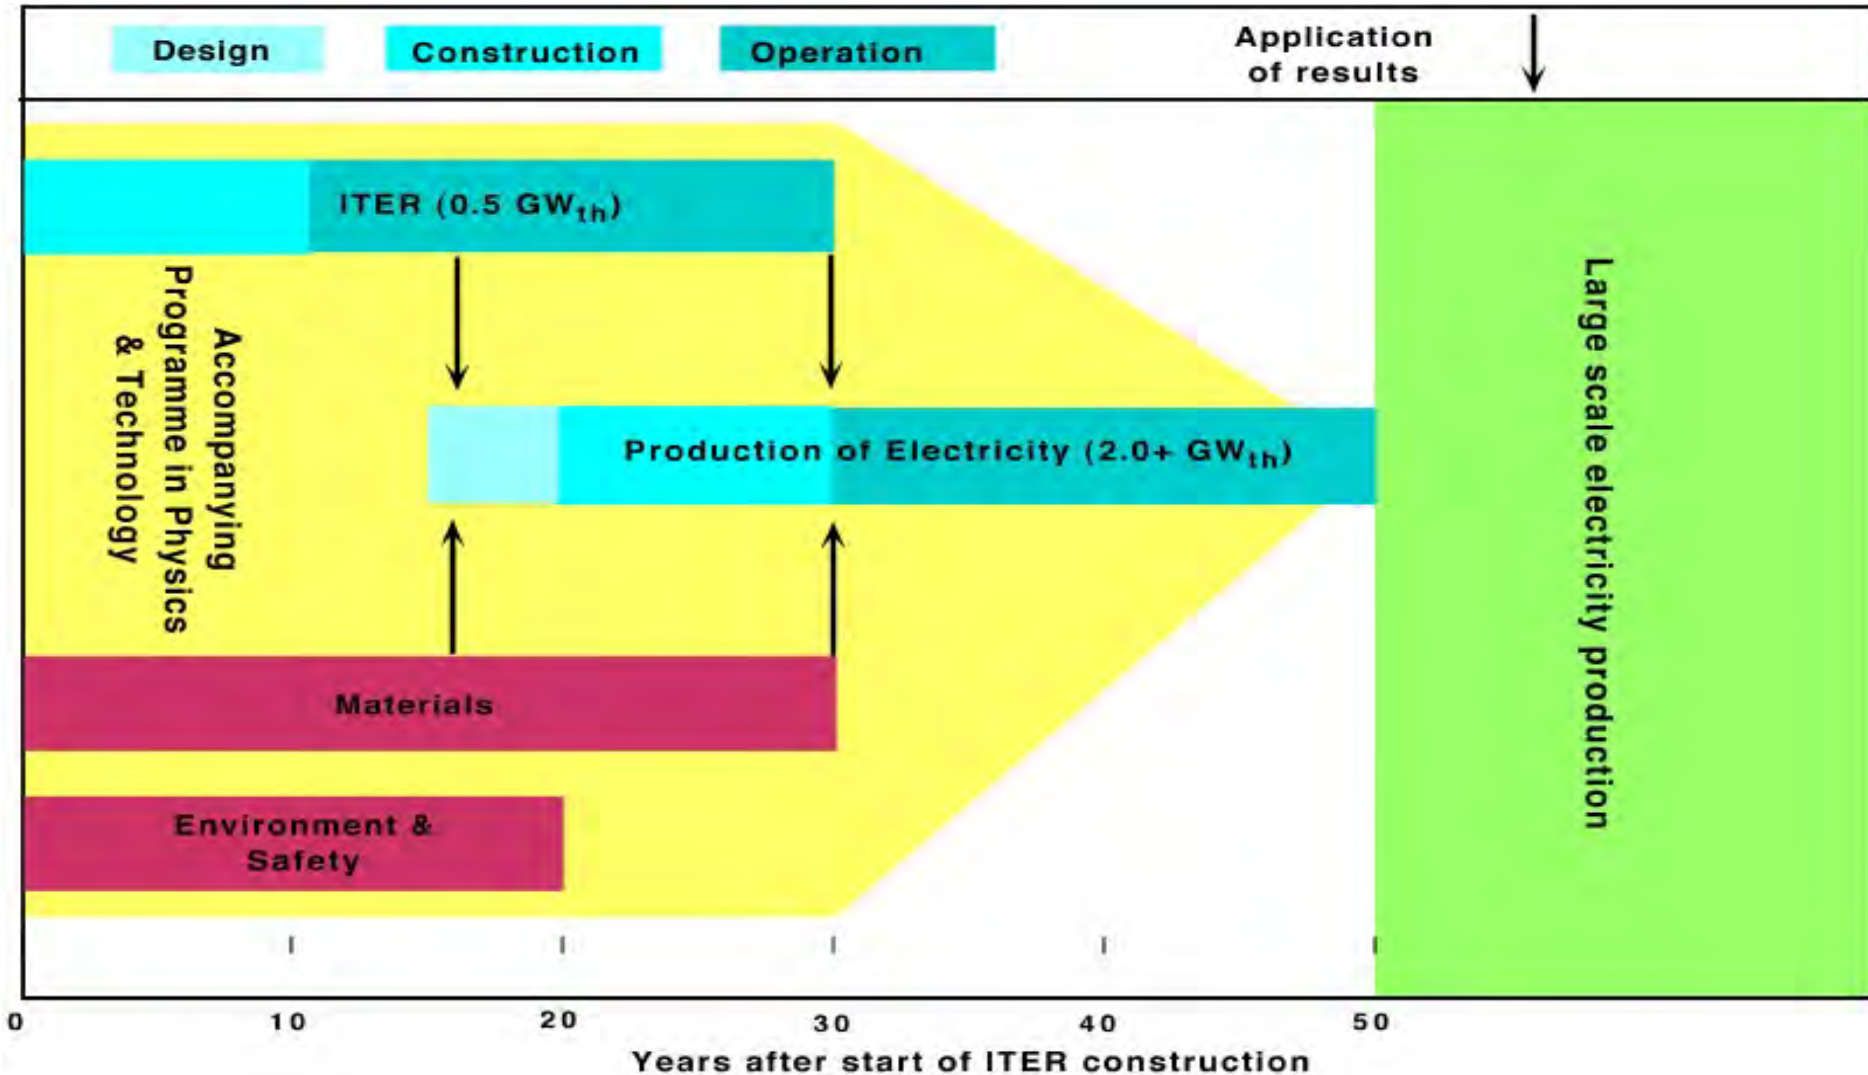 Design
Construction
Operation
Application
of results
ITER (0.5 GWth)
Accompanying
Programme in Physics
& Technology
Production of Electricity (2.0+ GWth)
Large scale electricity production
Materials
Environment &
Safety
0
10
20
30
40
50
Years after start of ITER construction